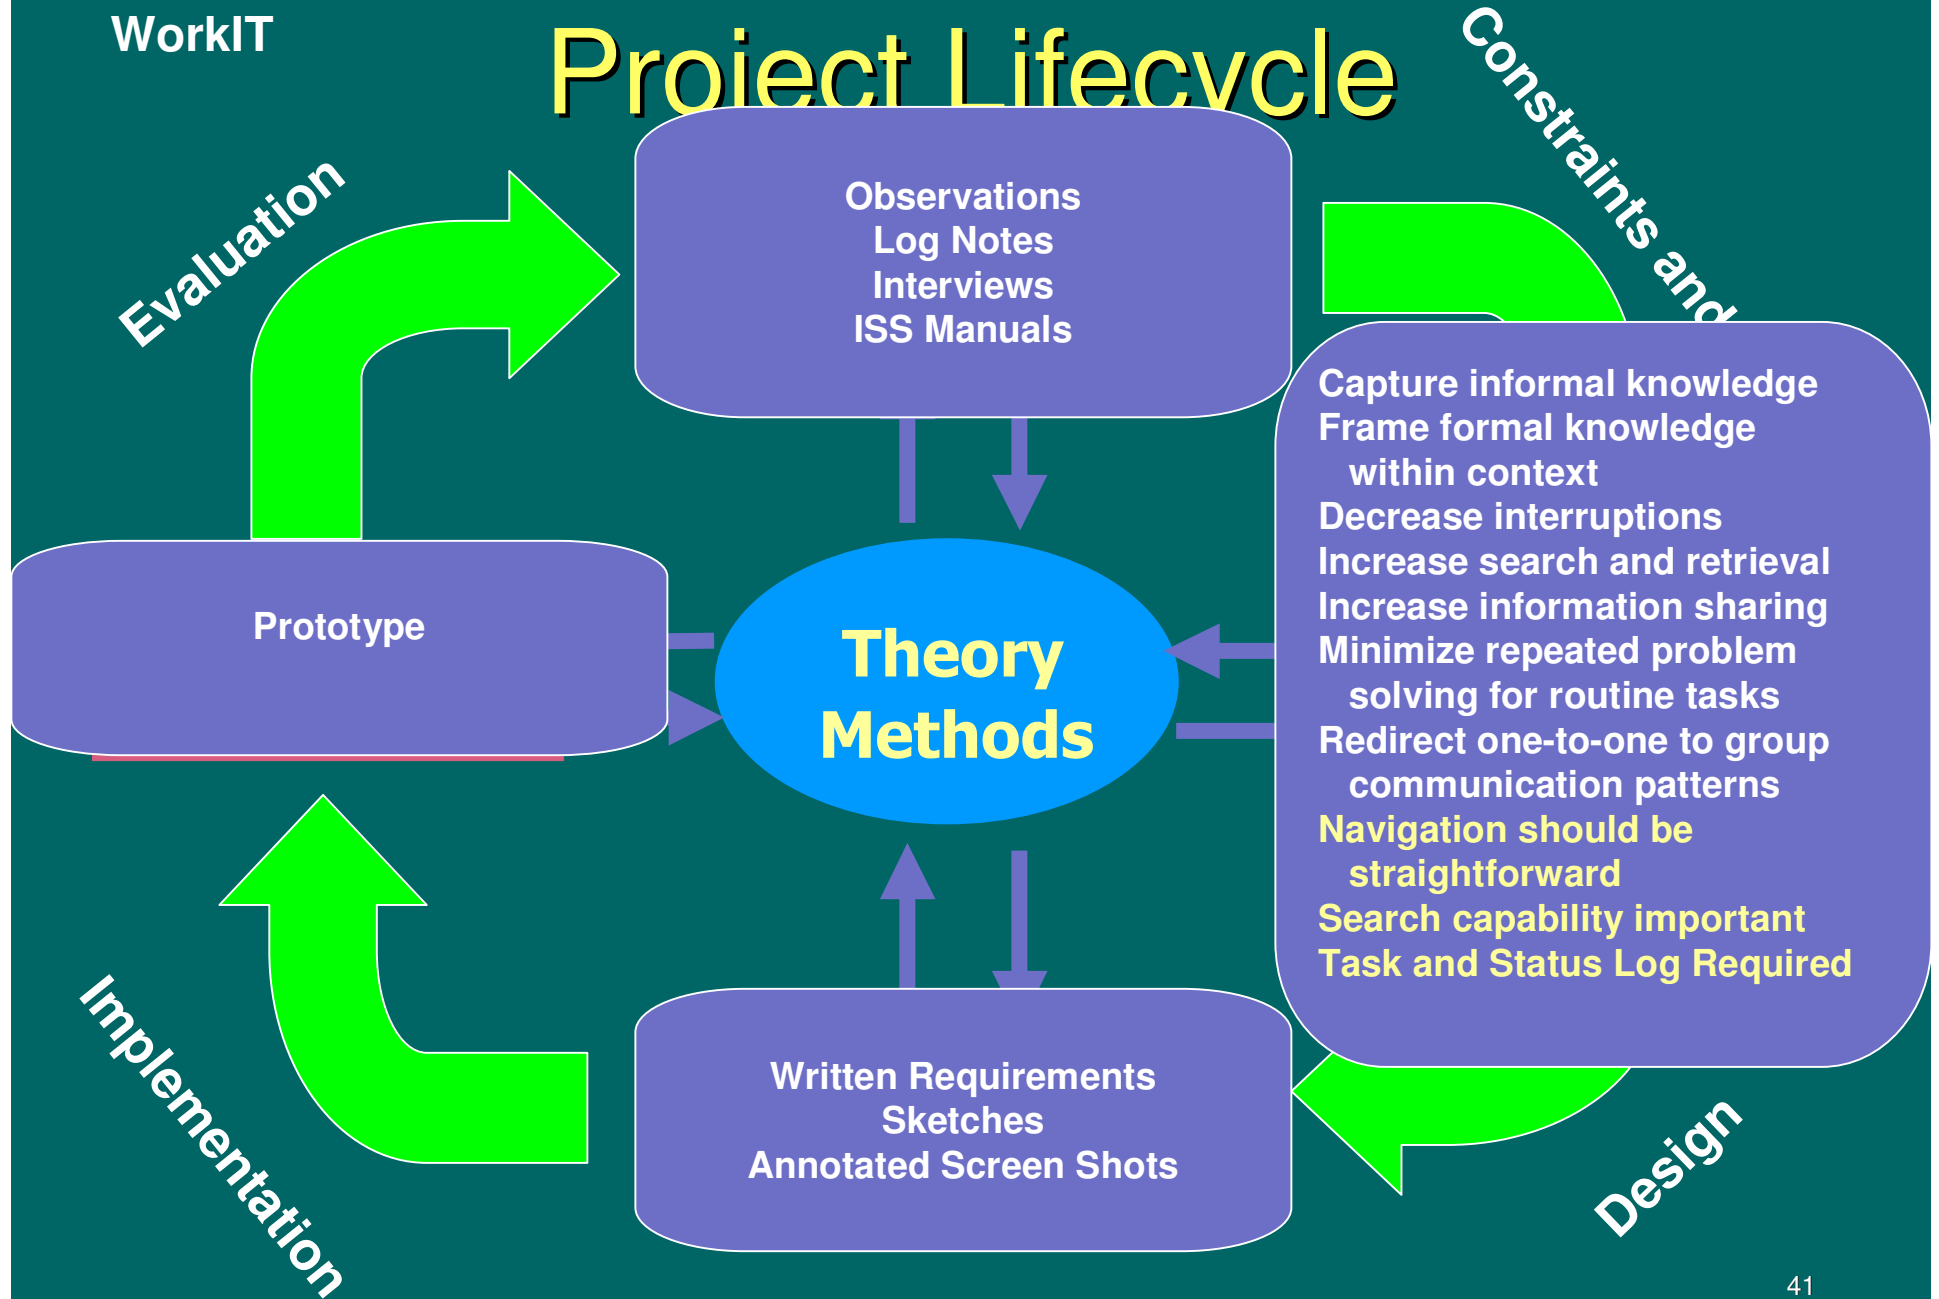 WorkIT
Project Lifecycle
Constraints and
Evaluation
Observations
Log Notes
Interviews
ISS Manuals
Capture informal knowledge
Frame formal knowledge
within context
Decrease interruptions
Increase search and retrieval
Increase information sharing
Minimize repeated problem
solving for routine tasks
Redirect one-to-one to group
communication patterns
Navigation should be
straightforward
Search capability important
Task and Status Log Required
Prototype
Theory
Methods
Written Requirements
Sketches
Annotated Screen Shots
Implementation
Design
41